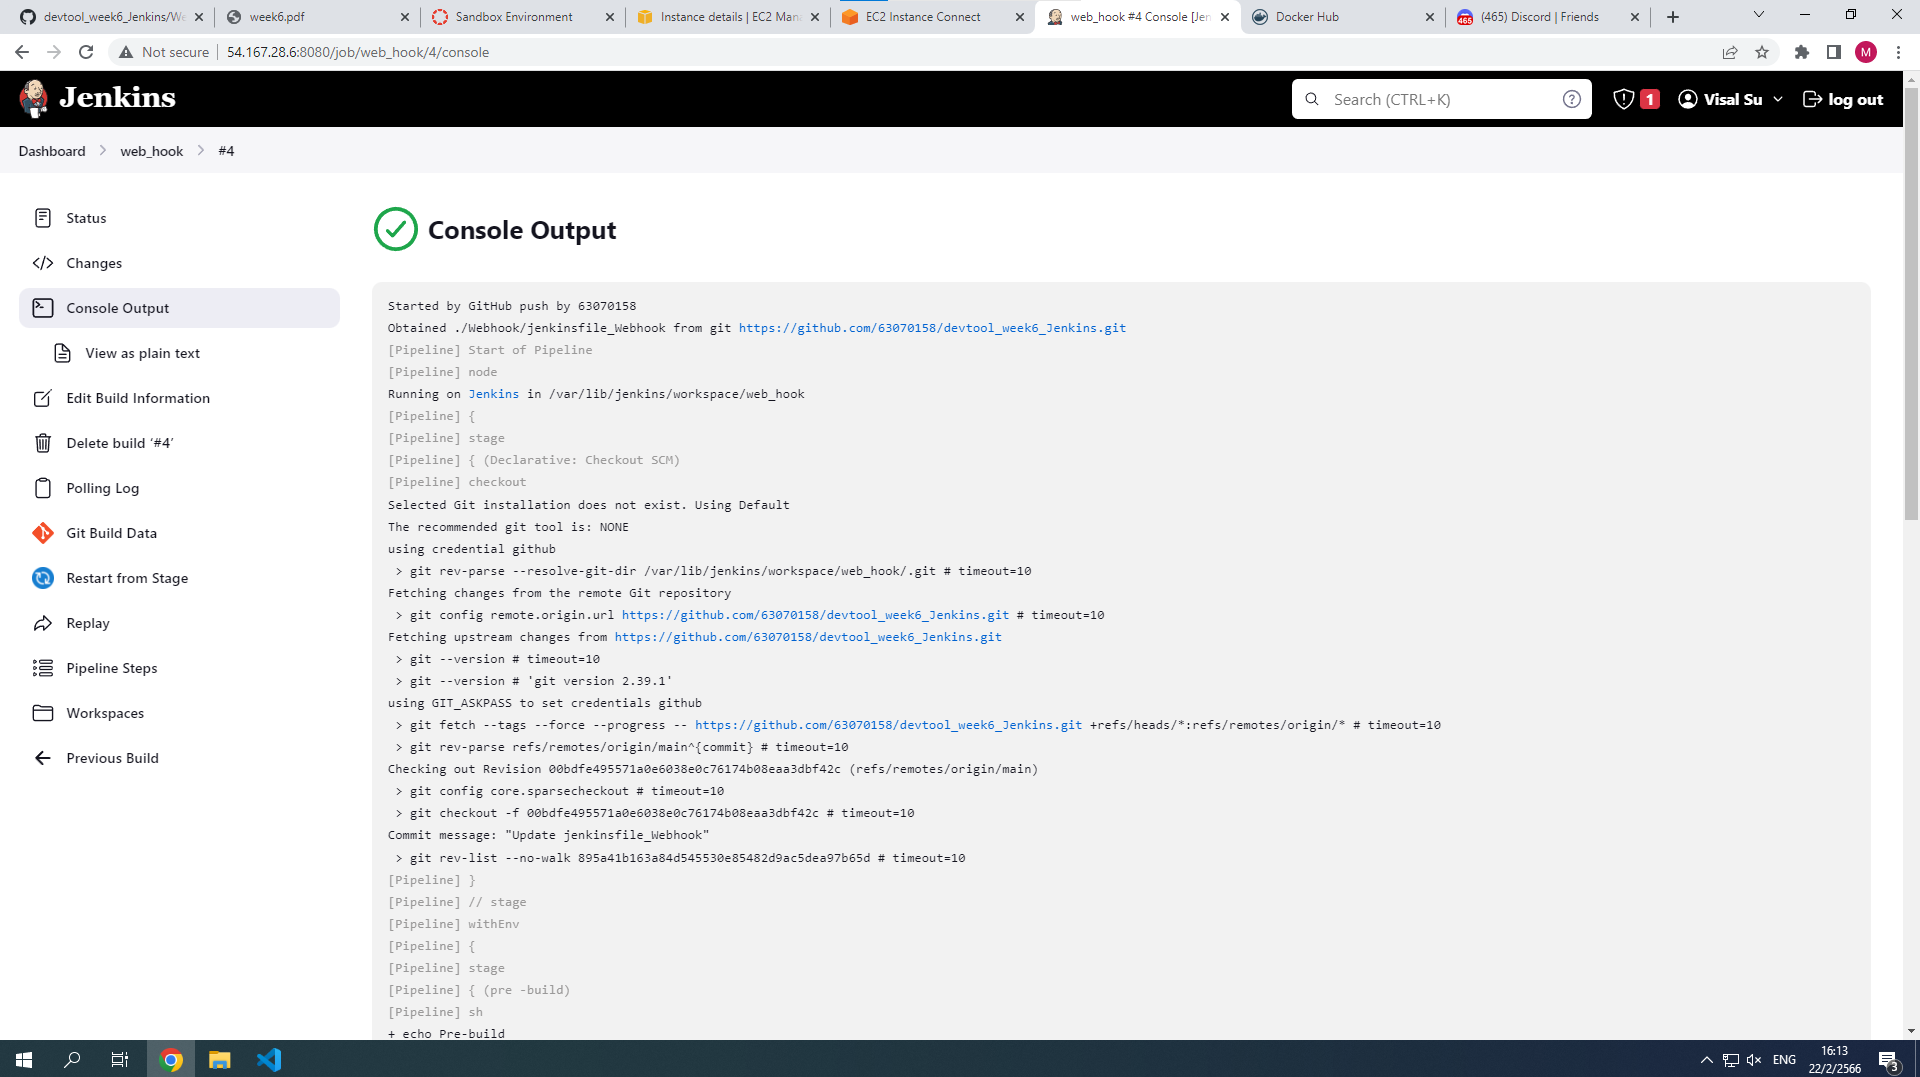 devtool_week6_Jenkins/We
week6.pdf
Sandbox Environment
Instance details | EC2 Mana
EC2 Instance Connect
web_hook #4 Console [Jen
Docker Hub
(465) Discord | Friends
Not secure
54.167.28.6:8080/job/web_hook/4/console
M
Jenkins
Search (CTRL+K)
1
Visal Su
log out
Dashboard
web_hook
#4
Status
Changes
Console Output
View as plain text
Edit Build Information
Delete build ‘#4’
Polling Log
Git Build Data
Restart from Stage
Replay
Pipeline Steps
Workspaces
Previous Build
Console Output
Started by GitHub push by 63070158
Obtained ./Webhook/jenkinsfile_Webhook from git https://github.com/63070158/devtool_week6_Jenkins.git
[Pipeline] Start of Pipeline
[Pipeline] node
Running on Jenkins in /var/lib/jenkins/workspace/web_hook
[Pipeline] {
[Pipeline] stage
[Pipeline] { (Declarative: Checkout SCM)
[Pipeline] checkout
Selected Git installation does not exist. Using Default
The recommended git tool is: NONE
using credential github
> git rev-parse --resolve-git-dir /var/lib/jenkins/workspace/web_hook/.git # timeout=10
Fetching changes from the remote Git repository
> git config remote.origin.url https://github.com/63070158/devtool_week6_Jenkins.git # timeout=10
Fetching upstream changes from https://github.com/63070158/devtool_week6_Jenkins.git
> git --version # timeout=10
> git --version # 'git version 2.39.1'
using GIT_ASKPASS to set credentials github
> git fetch --tags --force --progress -- https://github.com/63070158/devtool_week6_Jenkins.git +refs/heads/*:refs/remotes/origin/* # timeout=10
> git rev-parse refs/remotes/origin/main^{commit} # timeout=10
Checking out Revision 00bdfe495571a0e6038e0c76174b08eaa3dbf42c (refs/remotes/origin/main)
> git config core.sparsecheckout # timeout=10
> git checkout -f 00bdfe495571a0e6038e0c76174b08eaa3dbf42c # timeout=10
Commit message: "Update jenkinsfile_Webhook"
> git rev-list --no-walk 895a41b163a84d545530e85482d9ac5dea97b65d # timeout=10
[Pipeline] }
[Pipeline] // stage
[Pipeline] withEnv
[Pipeline] {
[Pipeline] stage
[Pipeline] { (pre -build)
[Pipeline] sh
+ echo Pre-build
ENG
16:13
22/2/2566
3